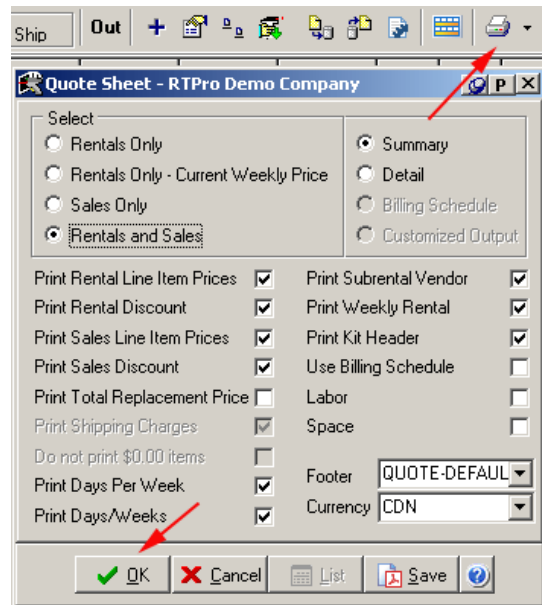 Ship
Out
Quote Sheet - RTPro Demo Company
P
Select
Rentals Only
Rentals Only - Current Weekly Price
Sales Only
Rentals and Sales
Summary
Detail
Billing Schedule
Customized Output
Print Rental Line Item Prices
Print Rental Discount
Print Sales Line Item Prices
Print Sales Discount
Print Total Replacement Price
Print Shipping Charges
Do not print $0.00 items
Print Days Per Week
Print Days/Weeks
Print Subrental Vendor
Print Weekly Rental
Print Kit Header
Use Billing Schedule
Labor
Space
Footer QUOTE-DEFAUL
Currency CDN
OK Cancel List Save